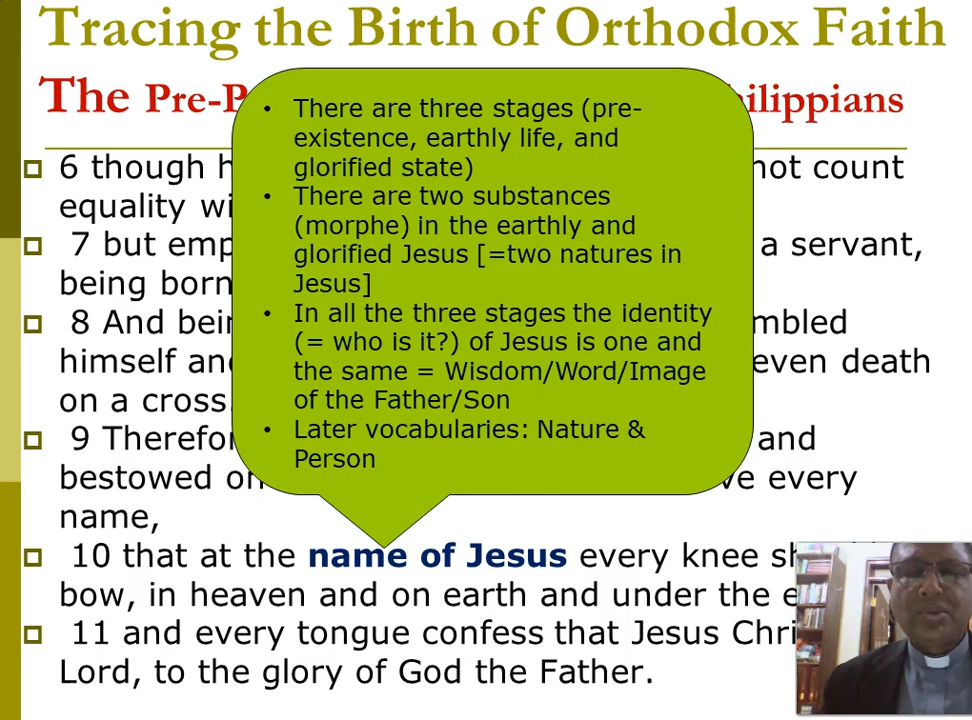 Tracing the Birth of Orthodox Faith
The Pre-P ilippians
• There are three stages (pre-
existence, earthly life, and
glorified state)
• There are two substances
(morphe) in the earthly and
glorified Jesus [=two natures in
Jesus]
• In all the three stages the identity
(= who is it?) of Jesus is one and
the same = Wisdom/Word/Image
of the Father/Son
• Later vocabularies: Nature &
Person
6 though h not count
equality wi
7 but emp a servant,
being born
8 And bein mbled
himself and even death
on a cross.
9 Therefor and
bestowed on ve every
name,
10 that at the name of Jesus every knee sh
bow, in heaven and on earth and under the e
11 and every tongue confess that Jesus Chri
Lord, to the glory of God the Father.